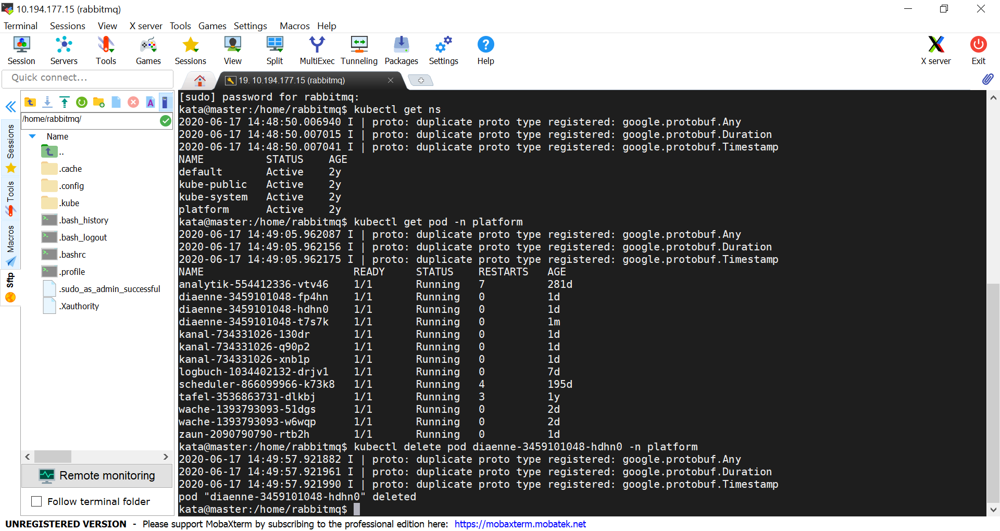 10.194.177.15 (rabbitmq)
Terminal Sessions View X server Tools Games Settings Macros Help
Session Servers Tools Games Sessions View Split MultiExec Tunneling Packages Settings Help X server Exit
Quick connect...
19. 10.194.177.15 (rabbitmq)
Sessions
Tools
Macros
Sftp
/home/rabbitmq/
Name
..
.cache
.config
.kube
.bash_history
.bash_logout
.bashrc
.profile
.sudo_as_admin_successful
.Xauthority
Remote monitoring
Follow terminal folder
[sudo] password for rabbitmq:
kata@master:/home/rabbitmq$ kubectl get ns
2020-06-17 14:48:50.006940 I | proto: duplicate proto type registered: google.protobuf.Any
2020-06-17 14:48:50.007015 I | proto: duplicate proto type registered: google.protobuf.Duration
2020-06-17 14:48:50.007041 I | proto: duplicate proto type registered: google.protobuf.Timestamp
NAME STATUS AGE
default Active 2y
kube-public Active 2y
kube-system Active 2y
platform Active 2y
kata@master:/home/rabbitmq$ kubectl get pod -n platform
2020-06-17 14:49:05.962087 I | proto: duplicate proto type registered: google.protobuf.Any
2020-06-17 14:49:05.962156 I | proto: duplicate proto type registered: google.protobuf.Duration
2020-06-17 14:49:05.962175 I | proto: duplicate proto type registered: google.protobuf.Timestamp
NAME READY STATUS RESTARTS AGE
analytik-554412336-vtv46 1/1 Running 7 281d
diaenne-3459101048-fp4hn 1/1 Running 0 1d
diaenne-3459101048-hdhn0 1/1 Running 0 1d
diaenne-3459101048-t7s7k 1/1 Running 0 1m
kanal-734331026-130dr 1/1 Running 0 1d
kanal-734331026-q90p2 1/1 Running 0 1d
kanal-734331026-xnb1p 1/1 Running 0 1d
logbuch-1034402132-drjv1 1/1 Running 0 7d
scheduler-866099966-k73k8 1/1 Running 4 195d
tafel-3536863731-dlkbj 1/1 Running 3 1y
wache-1393793093-51dgs 1/1 Running 0 2d
wache-1393793093-w6wqp 1/1 Running 0 2d
zaun-2090790790-rtb2h 1/1 Running 0 1d
kata@master:/home/rabbitmq$ kubectl delete pod diaenne-3459101048-hdhn0 -n platform
2020-06-17 14:49:57.921882 I | proto: duplicate proto type registered: google.protobuf.Any
2020-06-17 14:49:57.921961 I | proto: duplicate proto type registered: google.protobuf.Duration
2020-06-17 14:49:57.921990 I | proto: duplicate proto type registered: google.protobuf.Timestamp
pod "diaenne-3459101048-hdhn0" deleted
kata@master:/home/rabbitmq$
UNREGISTERED VERSION - Please support MobaXterm by subscribing to the professional edition here: https://mobaxterm.mobatek.net